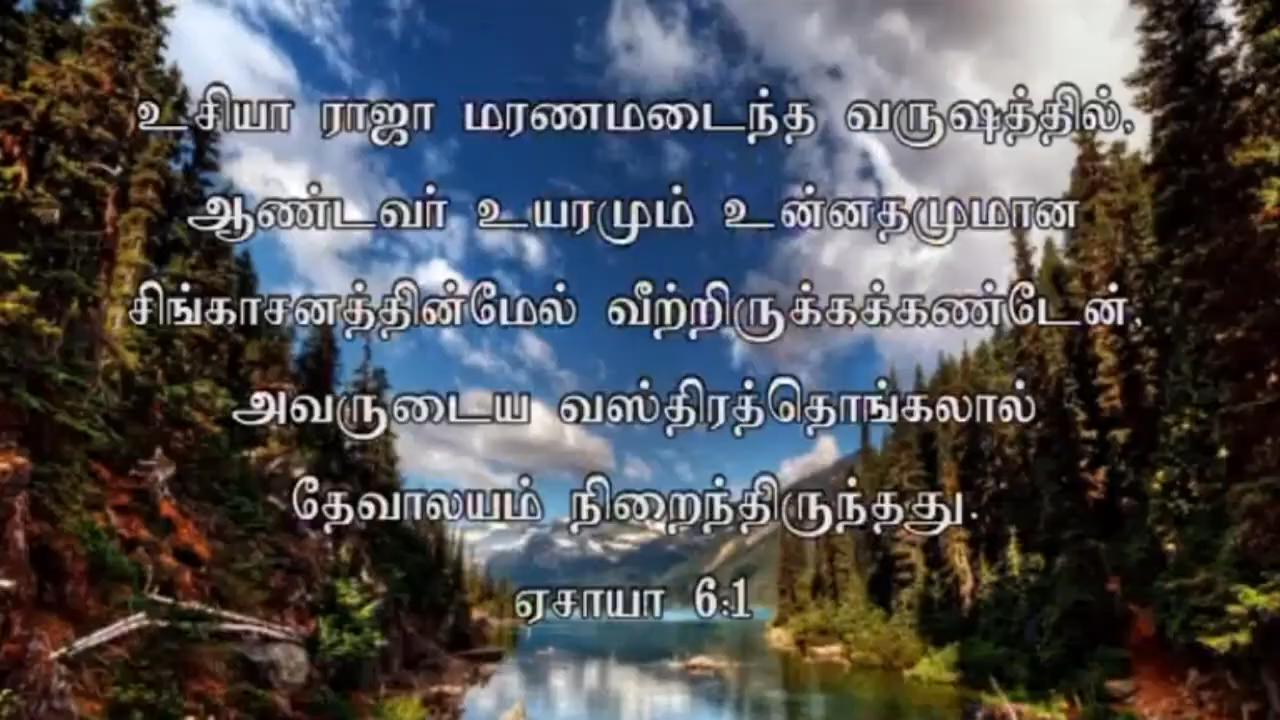 உசியா ராஜா மரணமடைந்த வருஷத்தில்,
ஆண்டவர் உயரமும் உன்னதமுமான
சிங்காசனத்தின்மேல் வீற்றிருக்கக்கண்டேன்,
அவருடைய வஸ்திரத்தொங்கலால்
தேவாலயம் நிறைந்திருந்தது.
ஏசாயா 6:1